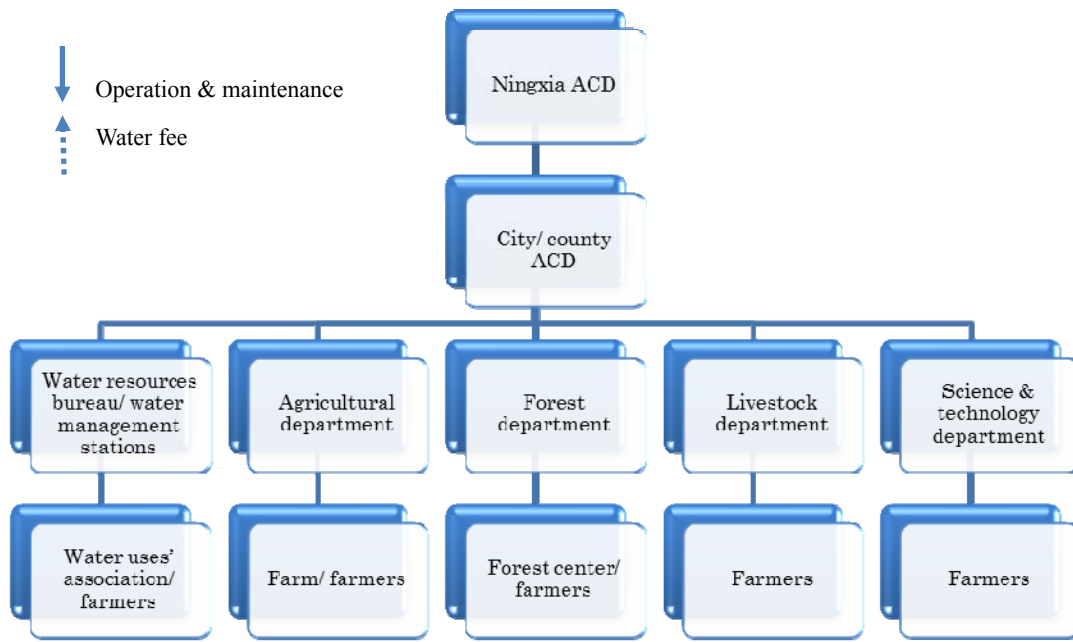 Operation & maintenance
Water fee
Ningxia ACD
City/ county
ACD
Water resources
bureau/ water
management
stations
Agricultural
department
Forest
department
Livestock
department
Science &
technology
department
Water uses'
association/
farmers
Farm/ farmers
Forest center/
farmers
Farmers
Farmers